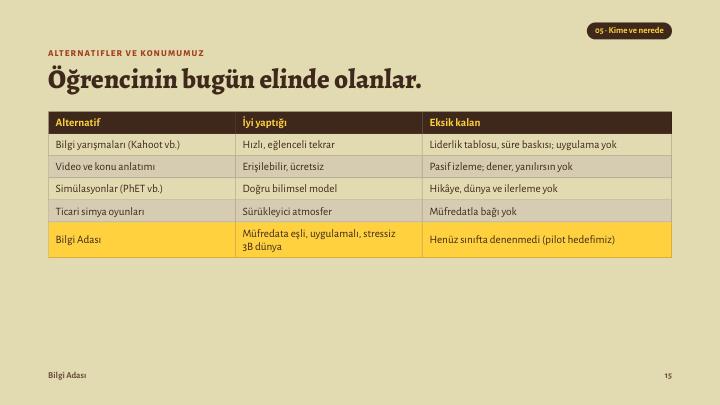 05 · Kime ve nerede
ALTERNATIFLER VE KONUMUMUZ
Öğrencinin bugün elinde olanlar.
Alternatif İyi yaptığı Eksik kalan
Bilgi yarışmaları (Kahoot vb.) Hızlı, eğlenceli tekrar Liderlik tablosu, süre baskısı; uygulama yok
Video ve konu anlatımı Erişilebilir, ücretsiz Pasif izleme; dener, yanılırsın yok
Simülasyonlar (PhET vb.) Doğru bilimsel model Hikâye, dünya ve ilerleme yok
Ticari simya oyunları Sürükleyici atmosfer Müfredatla bağı yok
Bilgi Adası Müfredata eşli, uygulamalı, stressiz Henüz sınıfta denenmedi (pilot hedefimiz)
3B dünya
Bilgi Adası 15